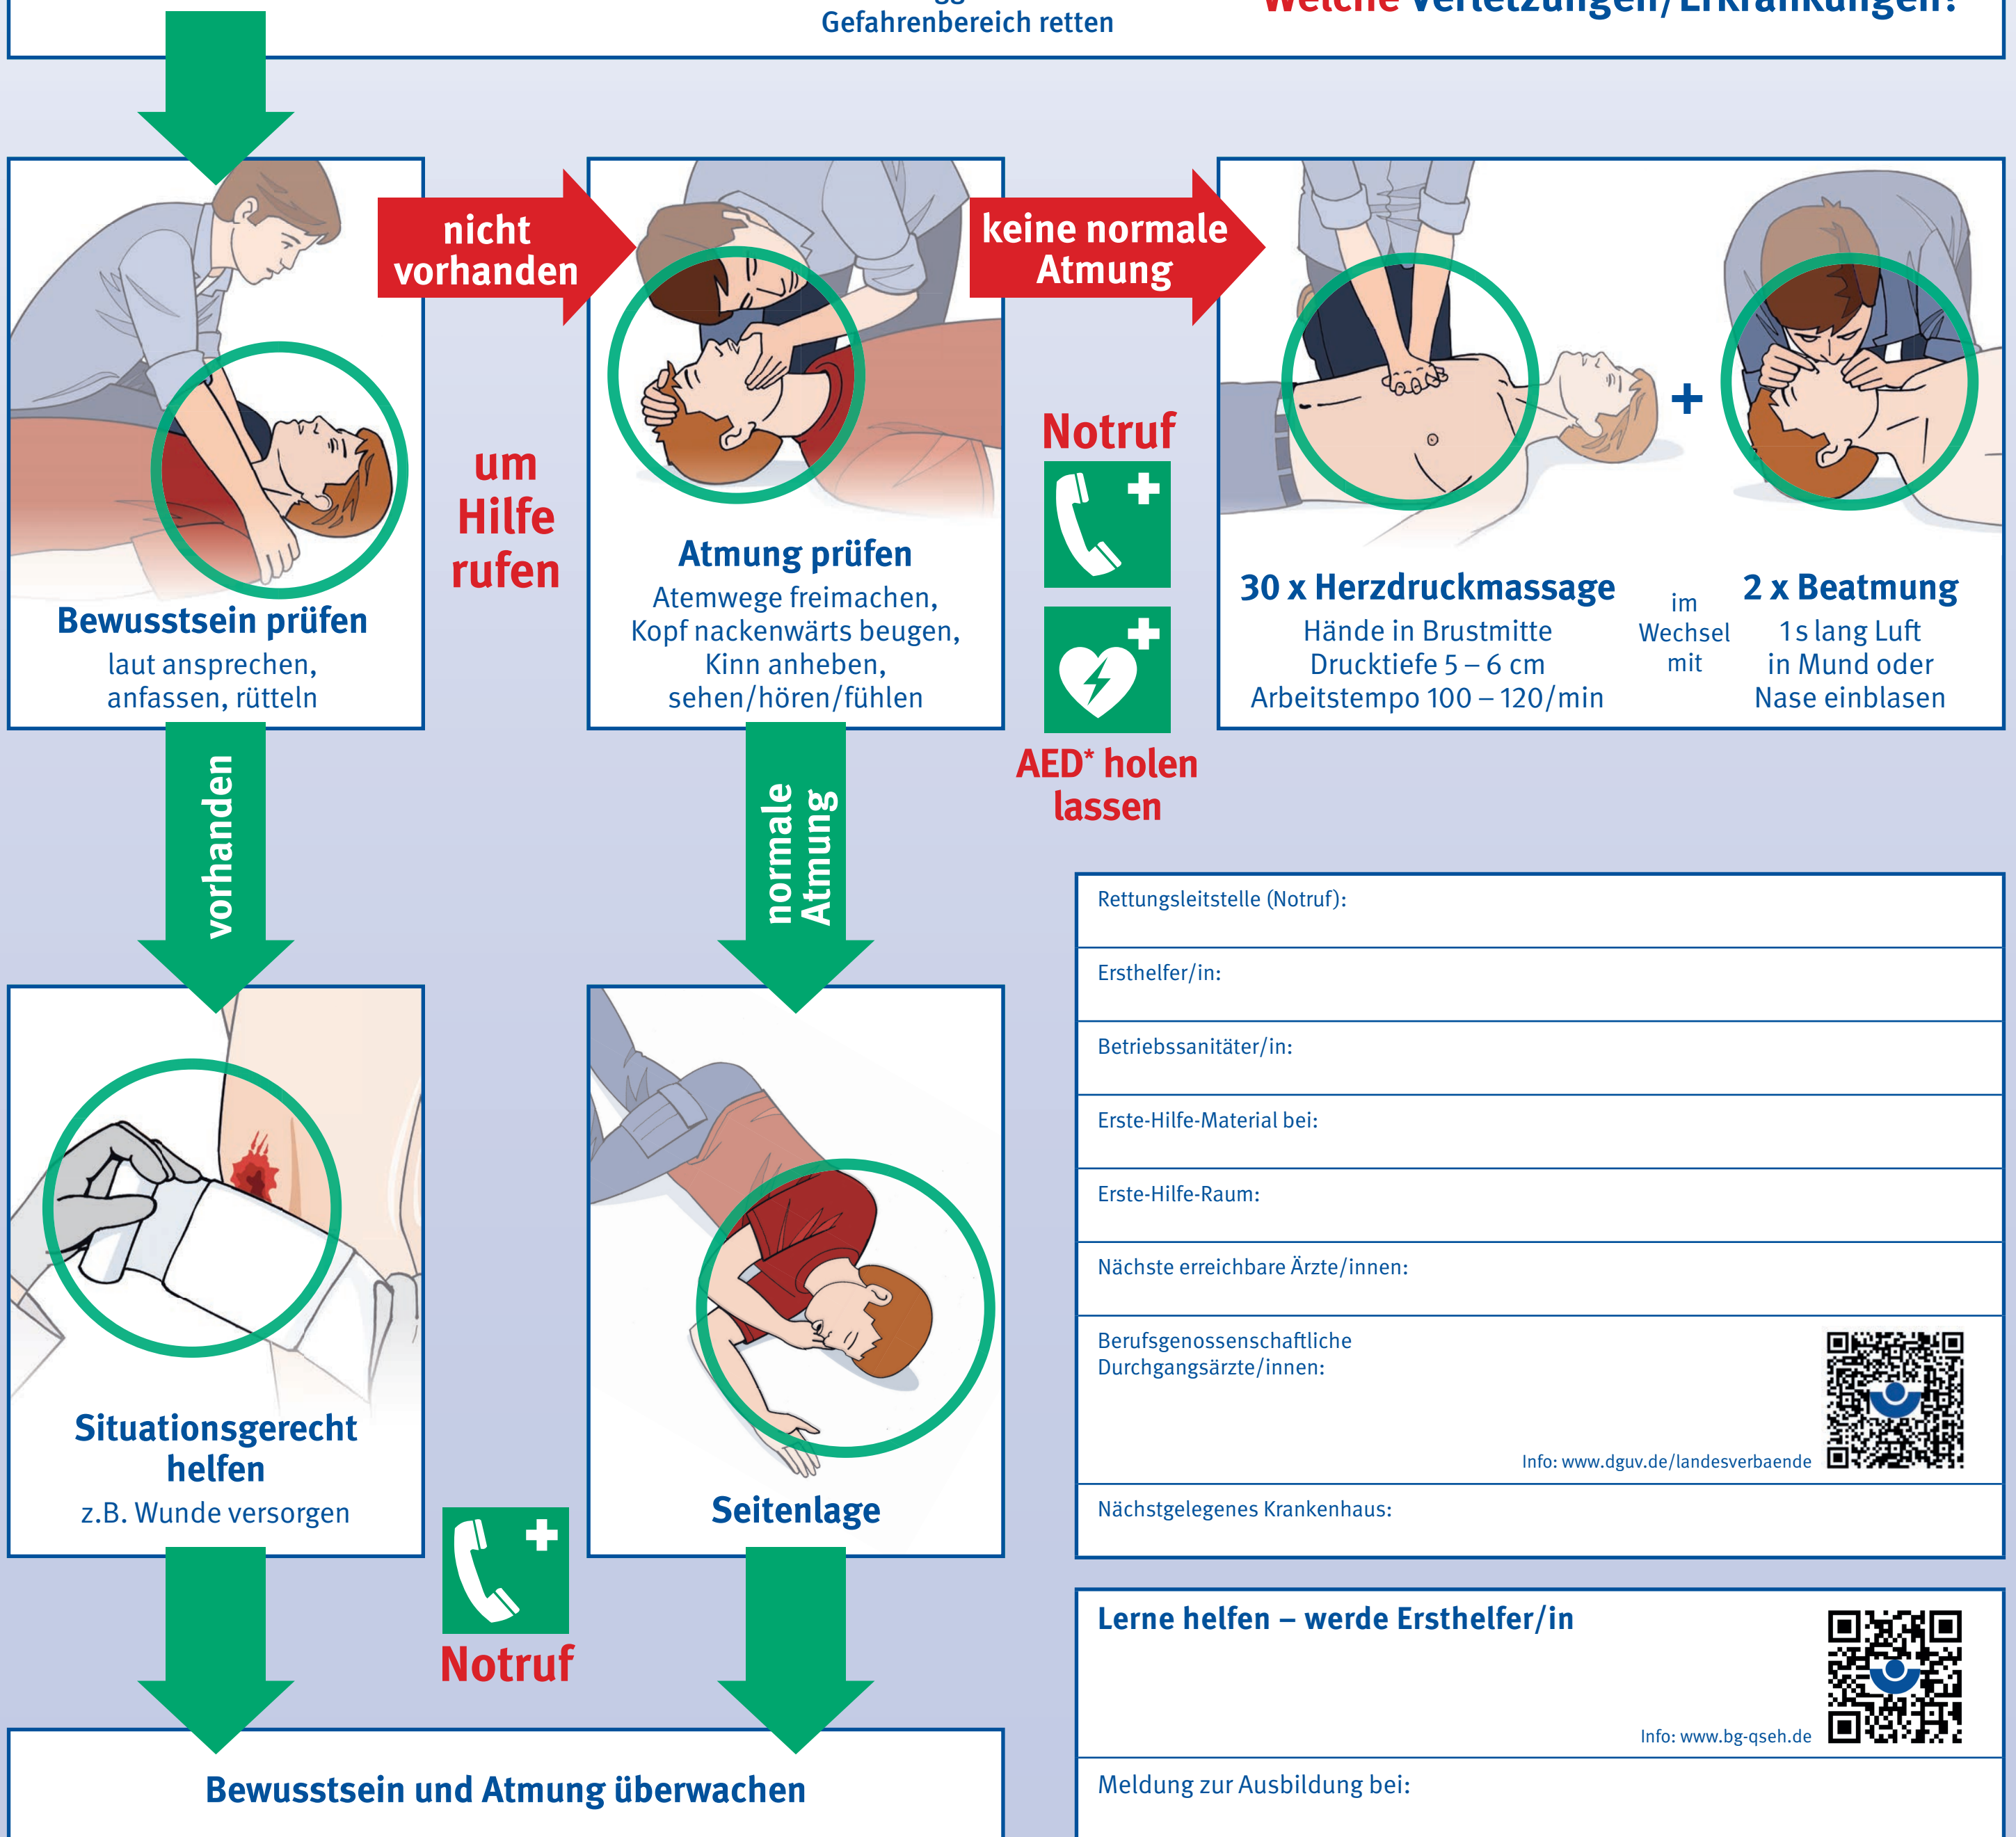 Gefahrenbereich retten
Welche Verletzungen/Erkrankungen?
nicht
vorhanden
keine normale
Atmung
um
Hilfe
rufen
Notruf
Bewusstsein prüfen
laut ansprechen,
anfassen, rütteln
Atmung prüfen
Atemwege freimachen,
Kopf nackenwärts beugen,
Kinn anheben,
sehen/hören/fühlen
+
30 x Herzdruckmassage
Hände in Brustmitte
Drucktiefe 5 – 6 cm
Arbeitstempo 100 – 120/min
im
Wechsel
mit
2 x Beatmung
1 s lang Luft
in Mund oder
Nase einblasen
AED* holen
lassen
vorhanden
normale
Atmung
Situationsgerecht
helfen
z.B. Wunde versorgen
Seitenlage
Notruf
Bewusstsein und Atmung überwachen
Rettungsleitstelle (Notruf):
Ersthelfer/in:
Betriebssanitäter/in:
Erste-Hilfe-Material bei:
Erste-Hilfe-Raum:
Nächste erreichbare Ärzte/innen:
Berufsgenossenschaftliche
Durchgangsärzte/innen:
Info: www.dguv.de/landesverbaende
Nächstgelegenes Krankenhaus:
Lerne helfen – werde Ersthelfer/in
Info: www.bg-qseh.de
Meldung zur Ausbildung bei: